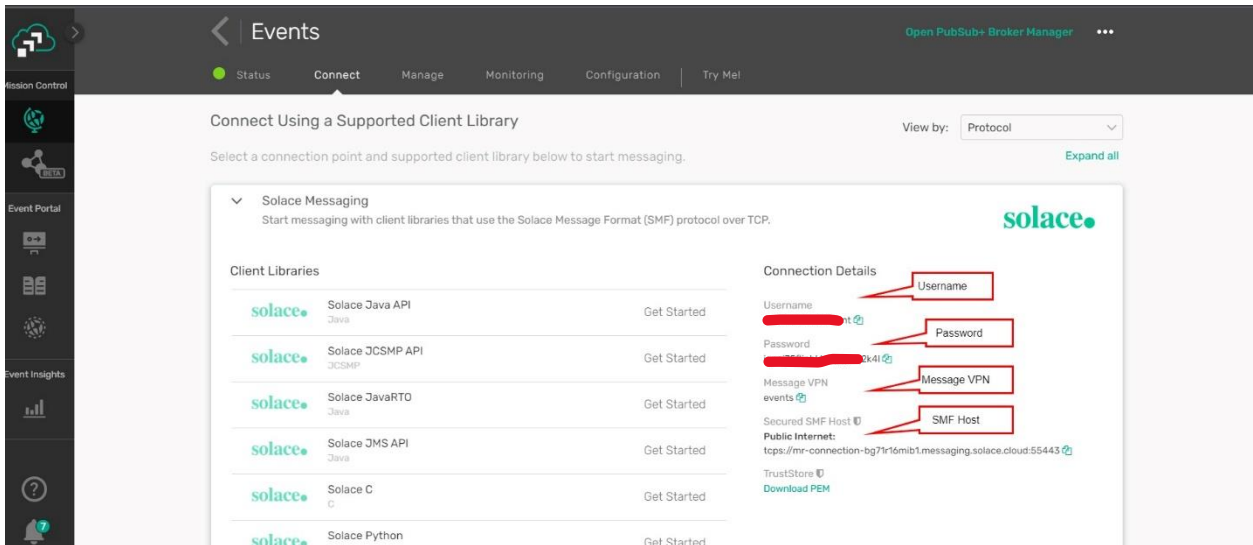 Events
Open PubSub+ Broker Manager
Status Connect Manage Monitoring Configuration Try Me!
Mission Control
BETA
Event Portal
Event Insights
7
Connect Using a Supported Client Library
View by: Protocol
Select a connection point and supported client library below to start messaging.
Expand all
Solace Messaging
Start messaging with client libraries that use the Solace Message Format (SMF) protocol over TCP.
solace
Client Libraries
solace Solace Java API Get Started
Java
solace Solace JCSMP API Get Started
JCSMP
solace Solace JavaRTO Get Started
Java
solace Solace JMS API Get Started
Java
solace Solace C Get Started
C
solace Solace Python Get Started
Connection Details
Username
Username
nt
Password
Password
2k4l
Message VPN
Message VPN
events
Secured SMF Host
SMF Host
Public Internet:
tcps://mr-connection-bg71r16mib1.messaging.solace.cloud:55443
TrustStore
Download PEM